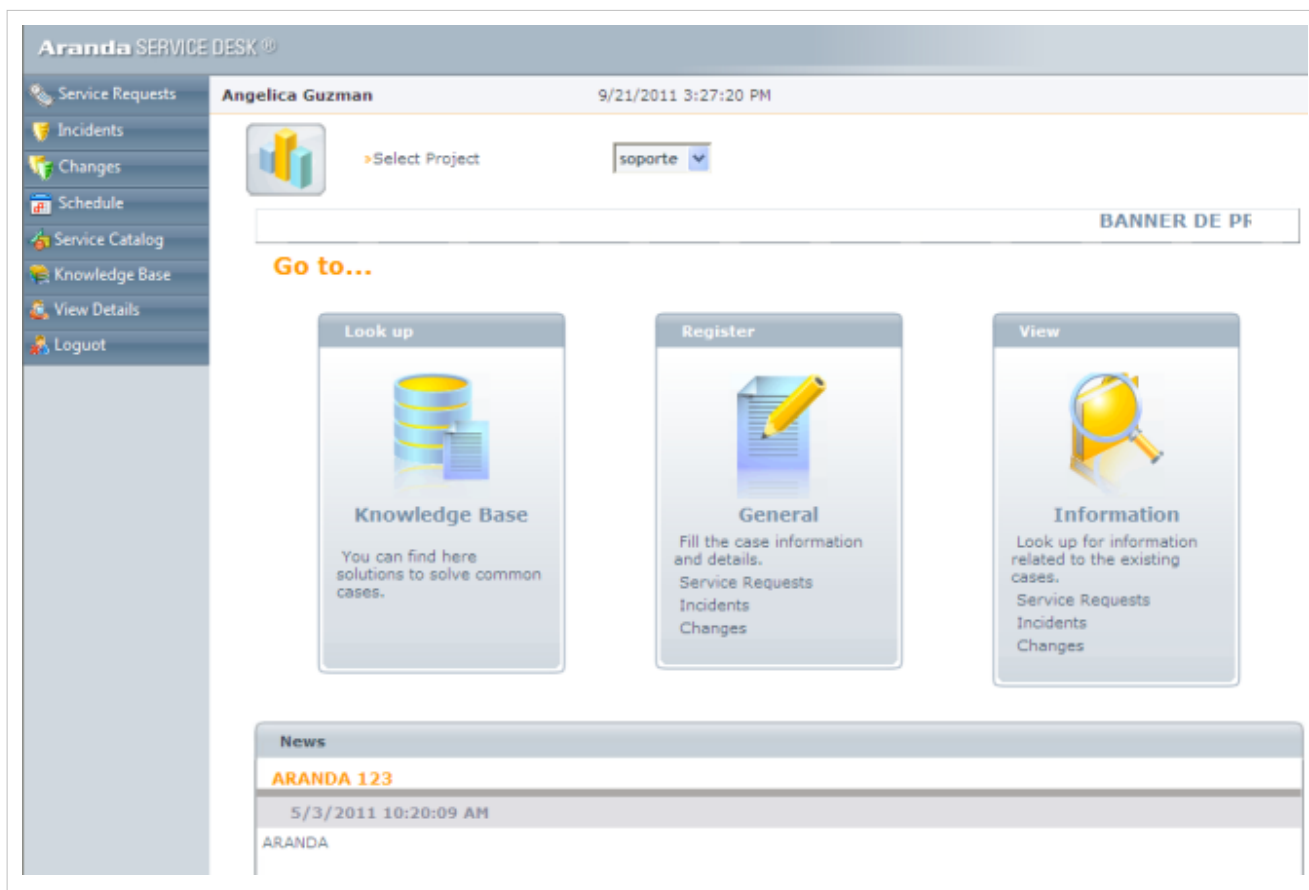 Aranda SERVICE DESK ®
Service Requests
Incidents
Changes
Schedule
Service Catalog
Knowledge Base
View Details
Loguot
Angelica Guzman 9/21/2011 3:27:20 PM
»Select Project soporte
BANNER DE PR
Go to...
Look up
Knowledge Base
You can find here
solutions to solve common
cases.
Register
General
Fill the case information
and details.
Service Requests
Incidents
Changes
View
Information
Look up for information
related to the existing
cases.
Service Requests
Incidents
Changes
News
ARANDA 123
5/3/2011 10:20:09 AM
ARANDA